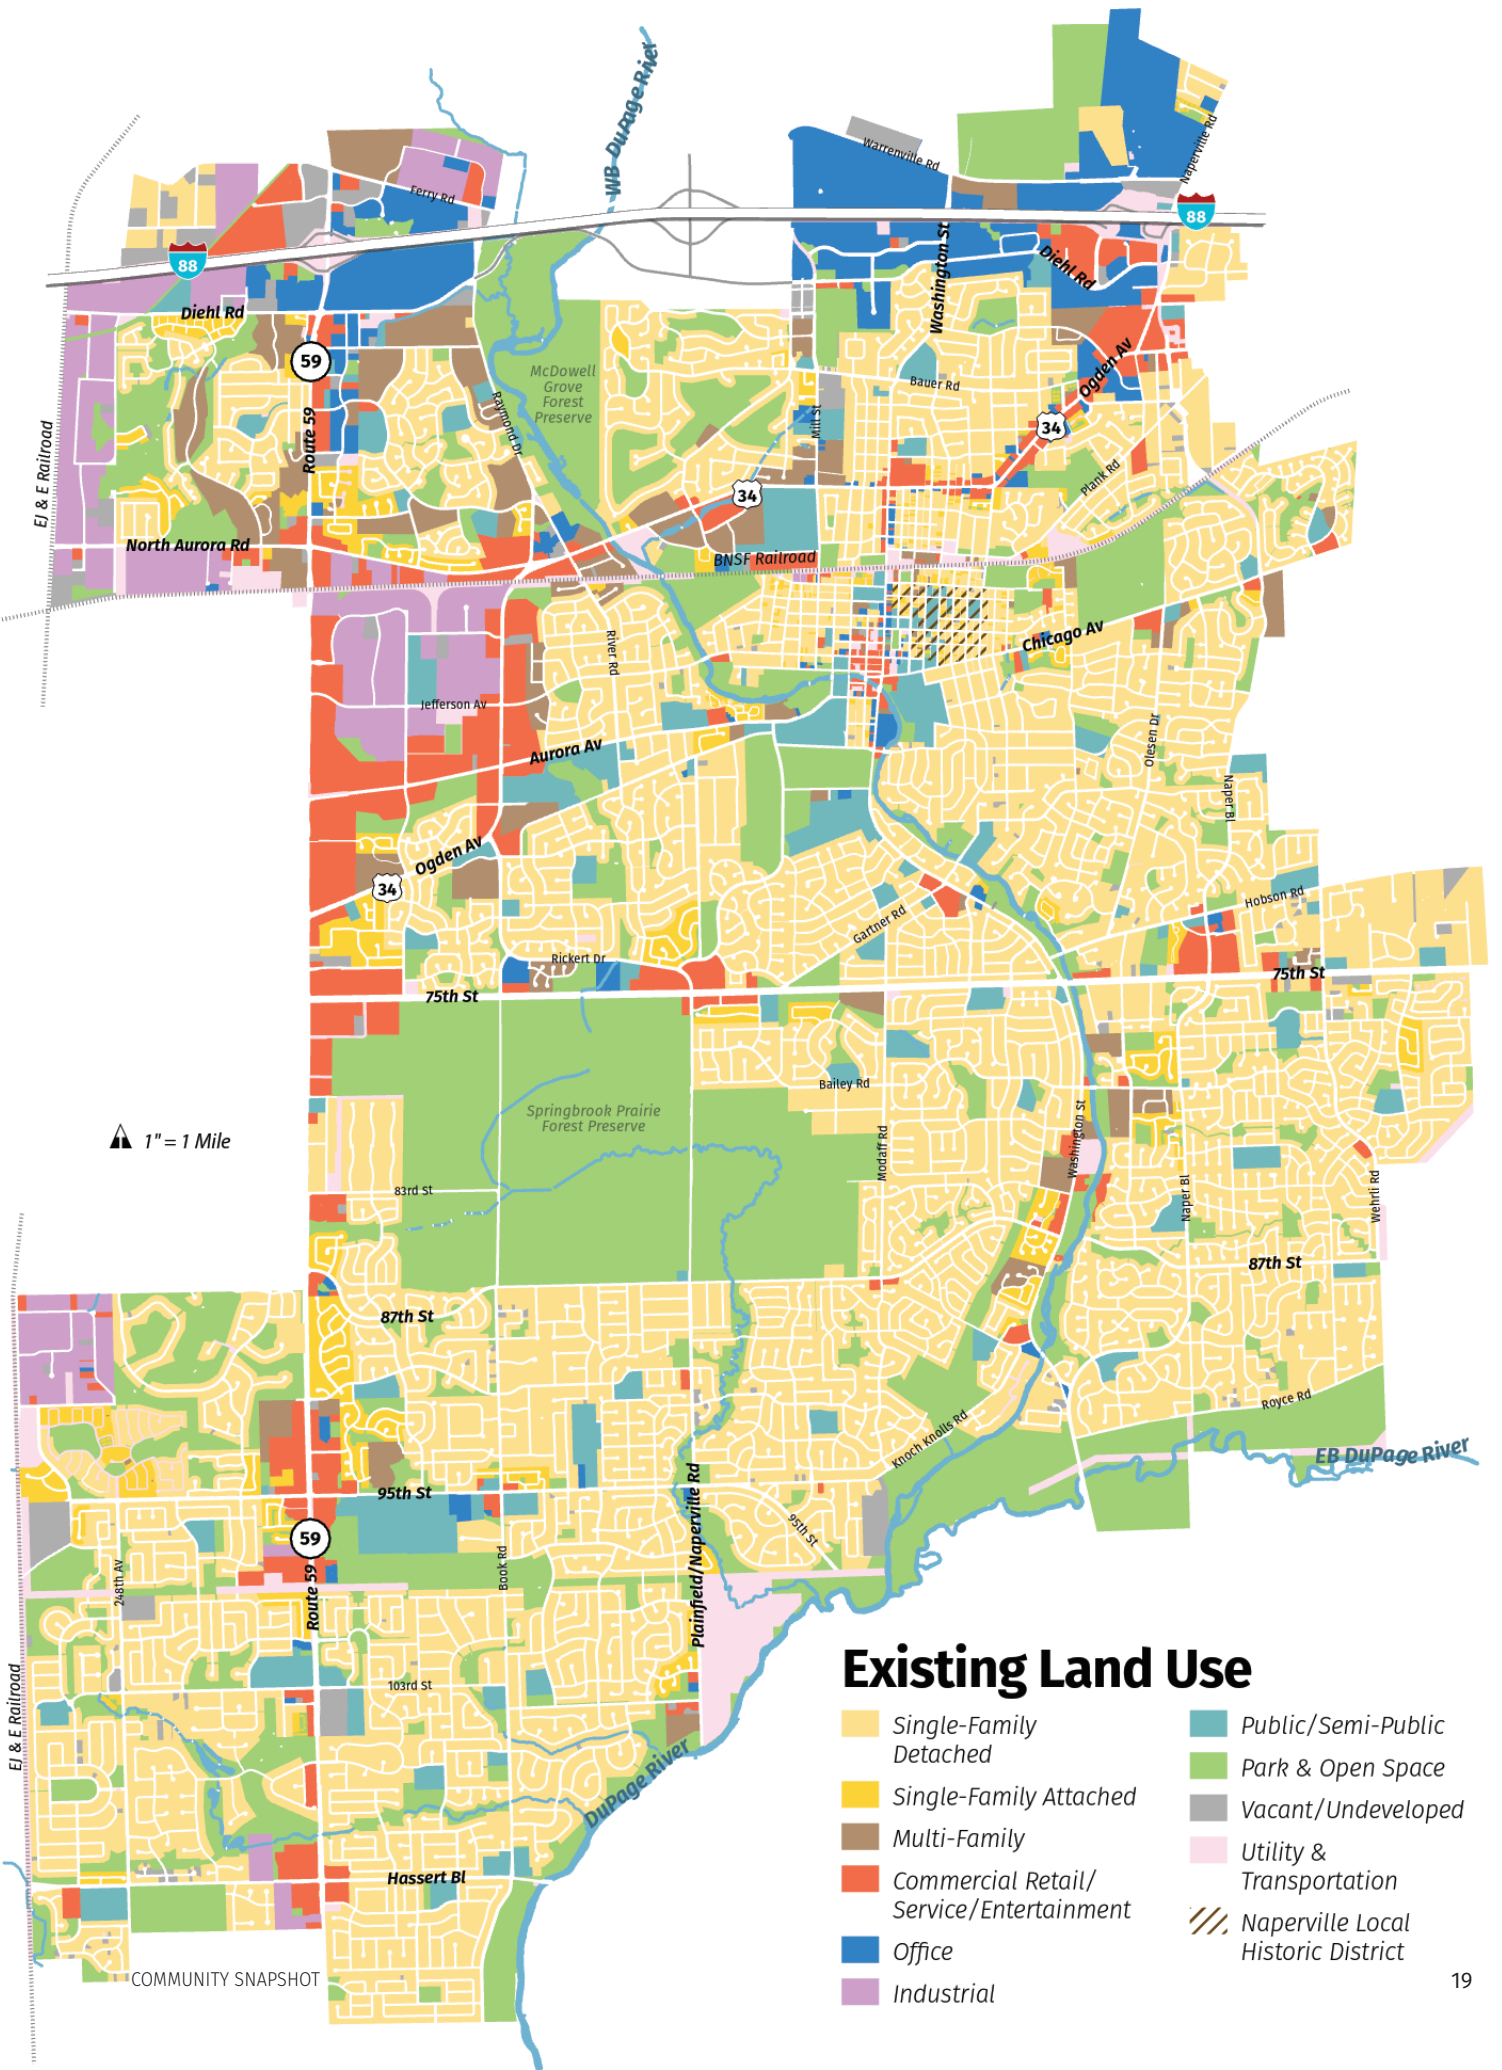 WB DuPage River
Warrenville Rd
Naperville Rd
Ferry Rd
88
88
Diehl Rd
Washington St
Diehl Rd
59
McDowell
Grove
Forest
Preserve
Bauer Rd
Ogden Av
Raymond Dr
Mill St
34
Route 59
EJ & E Railroad
Plank Rd
34
North Aurora Rd
BNSF Railroad
River Rd
Chicago Av
Jefferson Av
Aurora Av
Olesen Dr
Naper Bl
Ogden Av
34
Hobson Rd
Gartner Rd
Rickert Dr
75th St
75th St
Bailey Rd
Springbrook Prairie
Forest Preserve
1" = 1 Mile
Modaff Rd
Washington St
83rd St
Naper Bl
Wehrli Rd
87th St
87th St
Royce Rd
Knoch Knolls Rd
EB DuPage River
95th St
Plainfield/Naperville Rd
95th St
59
Book Rd
248th Av
Route 59
EJ & E Railroad
103rd St
DuPage River
Hassert Bl
Existing Land Use
Single-Family
Detached
Single-Family Attached
Multi-Family
Commercial Retail/
Service/Entertainment
Office
Industrial
Public/Semi-Public
Park & Open Space
Vacant/Undeveloped
Utility &
Transportation
Naperville Local
Historic District
COMMUNITY SNAPSHOT
19